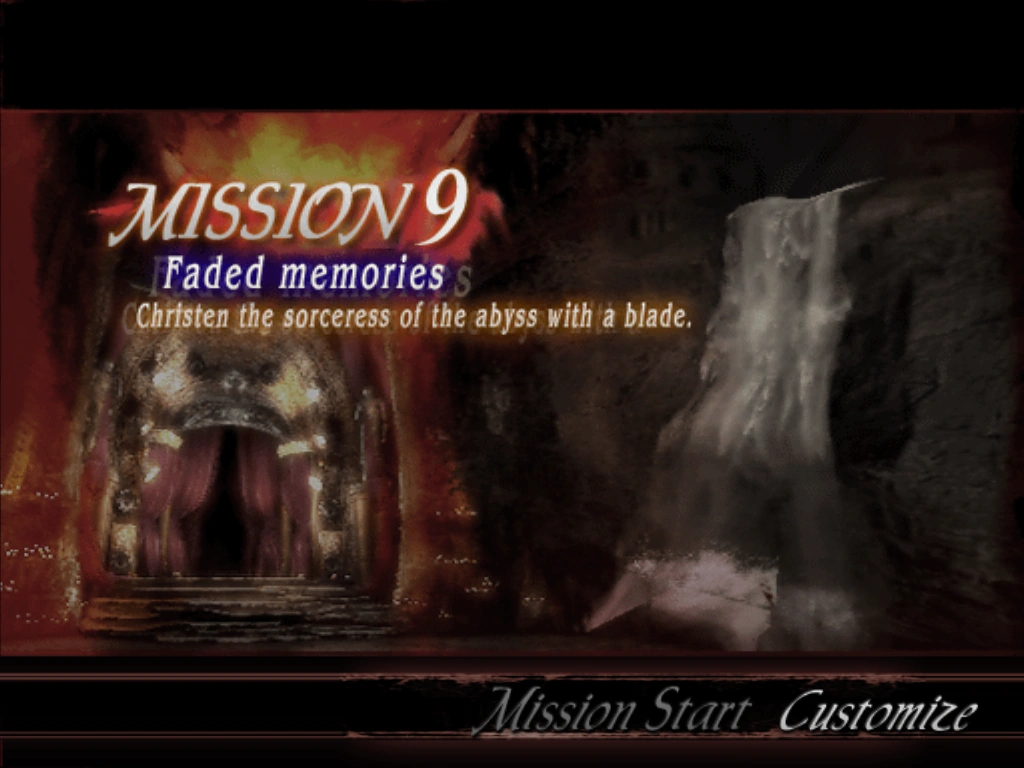 MISSION 9
Faded memories
Christen the sorceress of the abyss with a blade.
Mission Start Customize